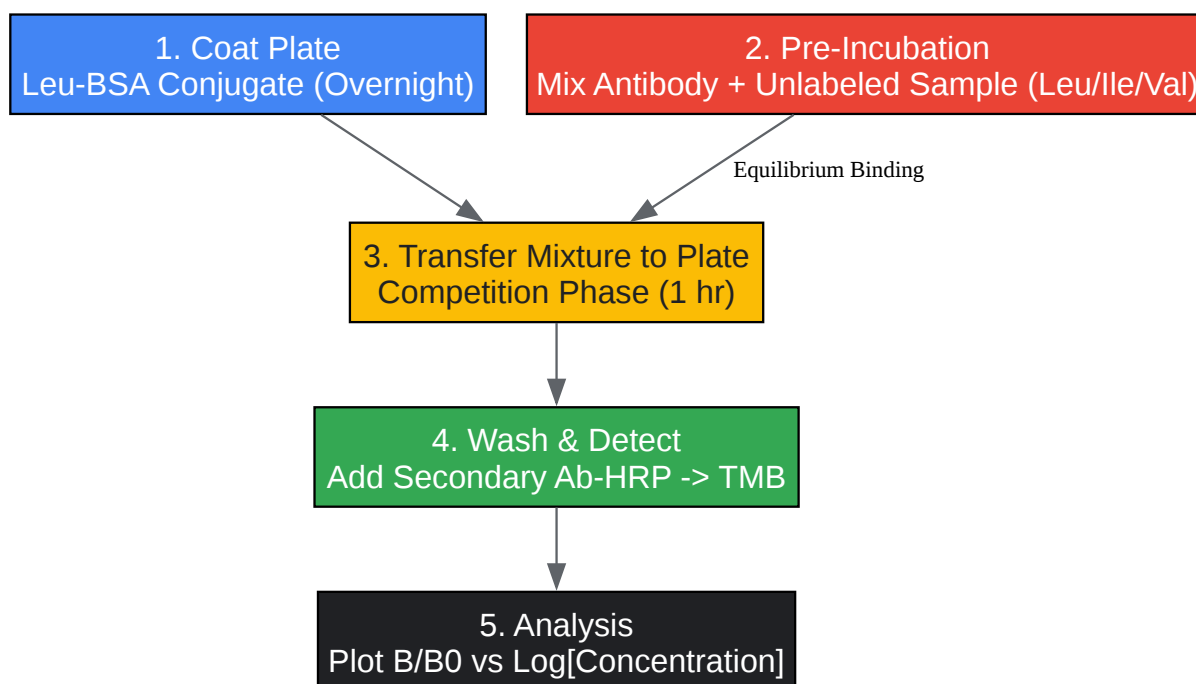 1. Coat Plate
Leu-BSA Conjugate (Overnight)
2. Pre-Incubation
Mix Antibody + Unlabeled Sample (Leu/Ile/Val)
Equilibrium Binding
3. Transfer Mixture to Plate
Competition Phase (1 hr)
4. Wash & Detect
Add Secondary Ab-HRP -> TMB
5. Analysis
Plot B/B0 vs Log[Concentration]